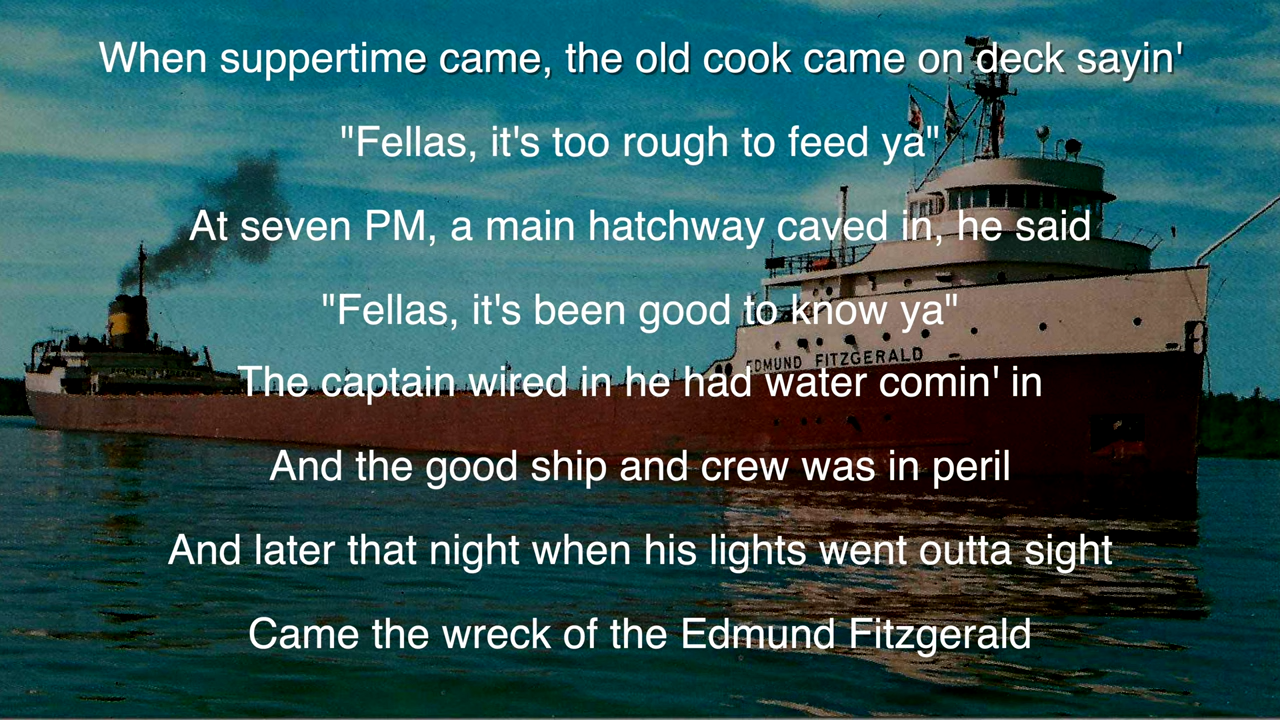 When suppertime came, the old cook came on deck sayin'
"Fellas, it's too rough to feed ya"
At seven PM, a main hatchway caved in, he said
"Fellas, it's been good to know ya"
EDMUND FITZGERALD
The captain wired in he had water comin' in
And the good ship and crew was in peril
And later that night when his lights went outta sight
Came the wreck of the Edmund Fitzgerald